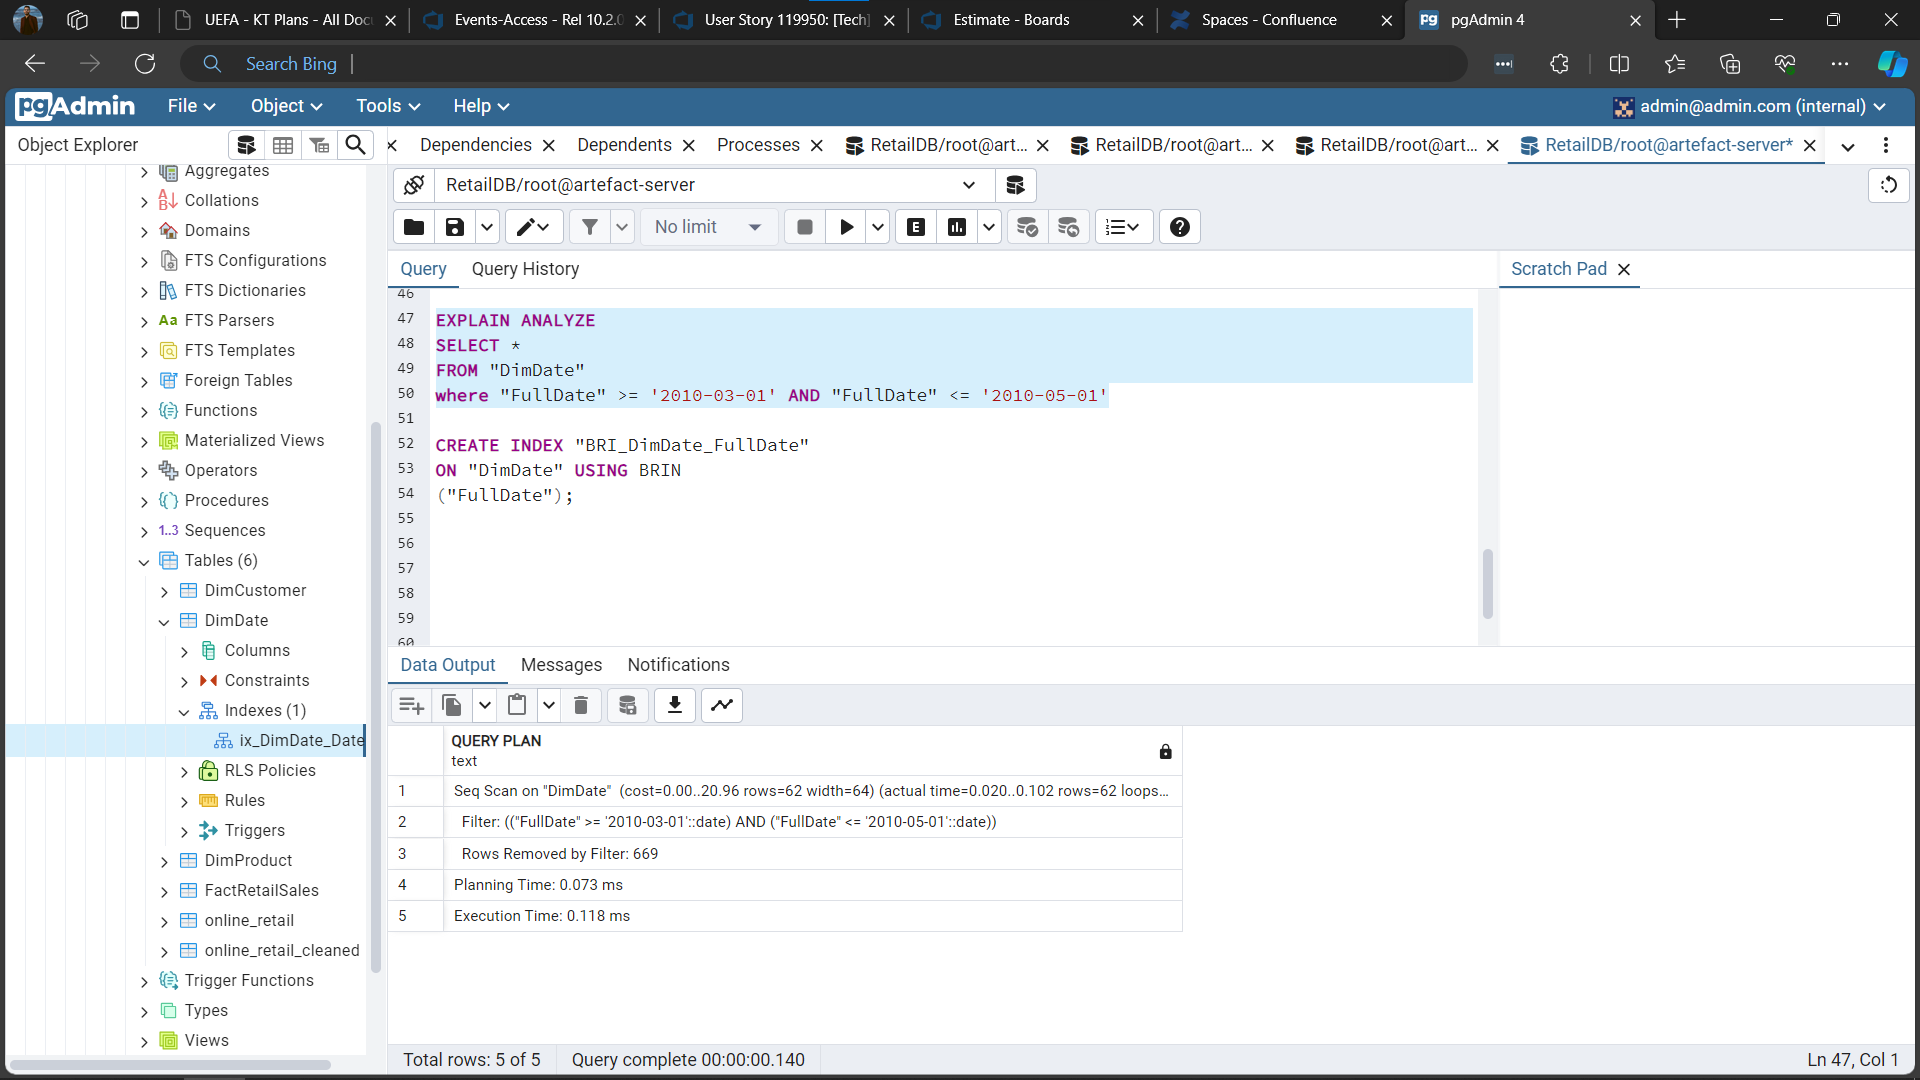 UEFA - KT Plans - All Doc
Events-Access - Rel 10.2.0
User Story 119950: [Tech]
Estimate - Boards
Spaces - Confluence
pgAdmin 4
Search Bing
pgAdmin
File
Object
Tools
Help
admin@admin.com (internal)
Object Explorer
Dependencies
Dependents
Processes
RetailDB/root@art...
RetailDB/root@art...
RetailDB/root@art...
RetailDB/root@artefact-server*
RetailDB/root@artefact-server
No limit
E
Query
Query History
Scratch Pad
Aggregates
Collations
Domains
FTS Configurations
FTS Dictionaries
Aa FTS Parsers
FTS Templates
Foreign Tables
Functions
Materialized Views
Operators
Procedures
1..3 Sequences
Tables (6)
DimCustomer
DimDate
Columns
Constraints
Indexes (1)
ix_DimDate_Date
RLS Policies
Rules
Triggers
DimProduct
FactRetailSales
online_retail
online_retail_cleaned
Trigger Functions
Types
Views
46
47 EXPLAIN ANALYZE
48 SELECT *
49 FROM "DimDate"
50 where "FullDate" >= '2010-03-01' AND "FullDate" <= '2010-05-01'
51
52 CREATE INDEX "BRI_DimDate_FullDate"
53 ON "DimDate" USING BRIN
54 ("FullDate");
55
56
57
58
59
60
Data Output
Messages
Notifications
QUERY PLAN
text
1 Seq Scan on "DimDate" (cost=0.00..20.96 rows=62 width=64) (actual time=0.020..0.102 rows=62 loops...
2 Filter: (("FullDate" >= '2010-03-01'::date) AND ("FullDate" <= '2010-05-01'::date))
3 Rows Removed by Filter: 669
4 Planning Time: 0.073 ms
5 Execution Time: 0.118 ms
Total rows: 5 of 5
Query complete 00:00:00.140
Ln 47, Col 1